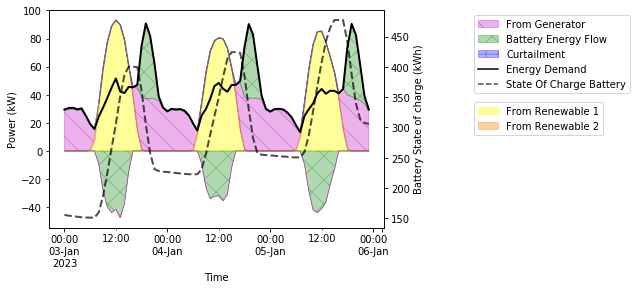 100
80
60
40
20
0
−20
−40
Power (kW)
450
400
350
300
250
200
150
Battery State of charge (kWh)
00:00
03-Jan
2023
12:00
00:00
04-Jan
12:00
00:00
05-Jan
12:00
00:00
06-Jan
Time
From Generator
Battery Energy Flow
Curtailment
Energy Demand
State Of Charge Battery
From Renewable 1
From Renewable 2